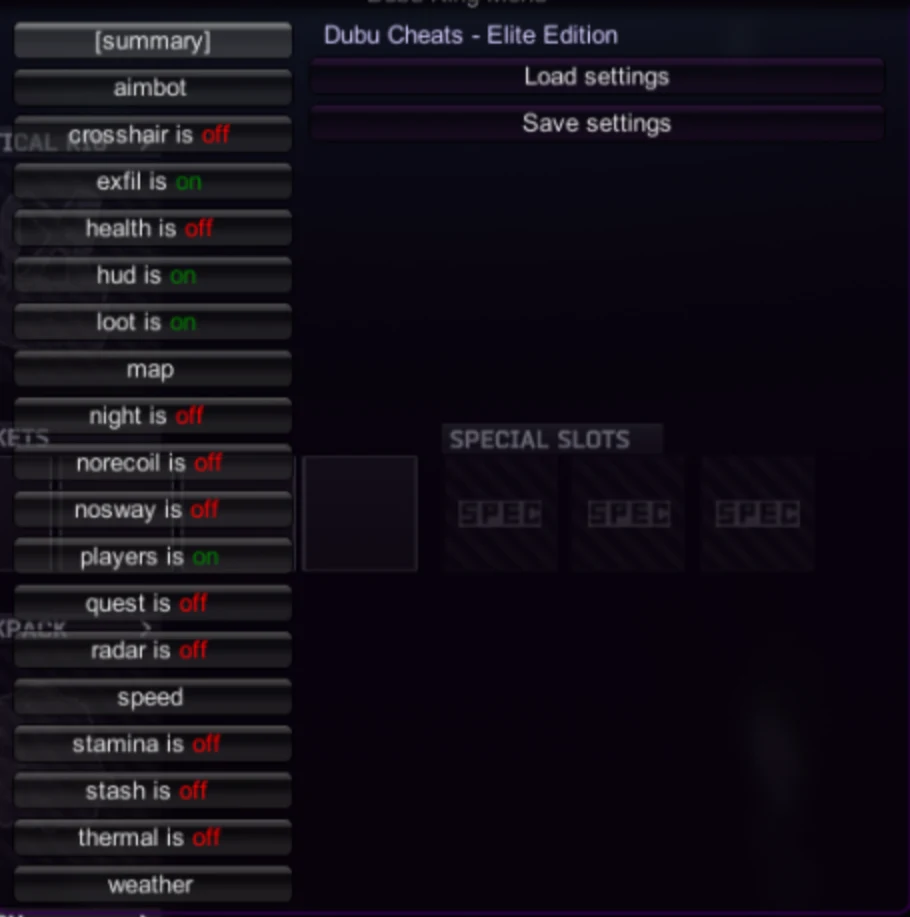 [summary]
aimbot
crosshair is off
exfil is on
health is off
hud is on
loot is on
map
night is off
norecoil is off
nosway is off
players is on
quest is off
radar is off
speed
stamina is off
stash is off
thermal is off
weather
Dubu Cheats - Elite Edition
Load settings
Save settings
TICAL
KETS
SPECIAL SLOTS
SPEC SPEC SPEC
KPACK >